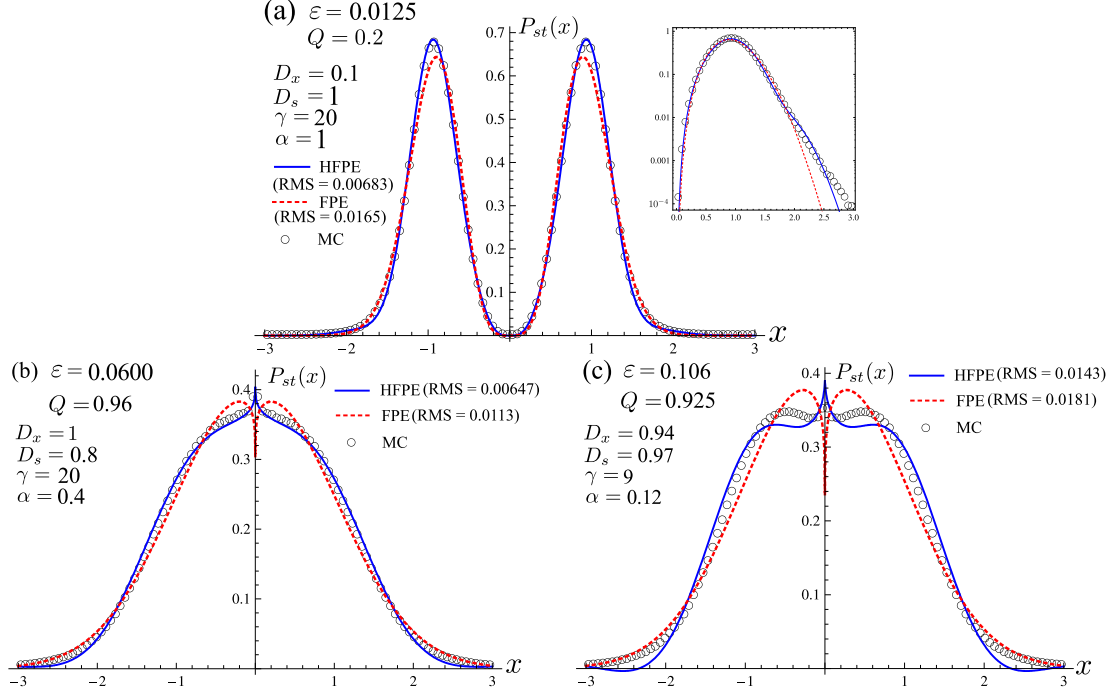 (a) ε = 0.0125
Q = 0.2
D_x = 0.1
D_s = 1
γ = 20
α = 1
HFPE
(RMS = 0.00683)
FPE
(RMS = 0.0165)
MC
P_{st}(x)
0.7
0.6
0.5
0.4
0.3
0.2
0.1
−3 −1 1 2 3 x
1
0.1
0.01
0.001
10^{−4}
0.0 0.5 1.0 1.5 2.0 2.5 3.0
(b) ε = 0.0600
Q = 0.96
D_x = 1
D_s = 0.8
γ = 20
α = 0.4
P_{st}(x)
HFPE (RMS = 0.00647)
FPE (RMS = 0.0113)
MC
0.4
0.3
0.2
0.1
−3 −2 −1 1 2 3 x
(c) ε = 0.106
Q = 0.925
D_x = 0.94
D_s = 0.97
γ = 9
α = 0.12
P_{st}(x)
HFPE (RMS = 0.0143)
FPE (RMS = 0.0181)
MC
0.4
0.3
0.2
0.1
−3 −2 −1 1 2 3 x